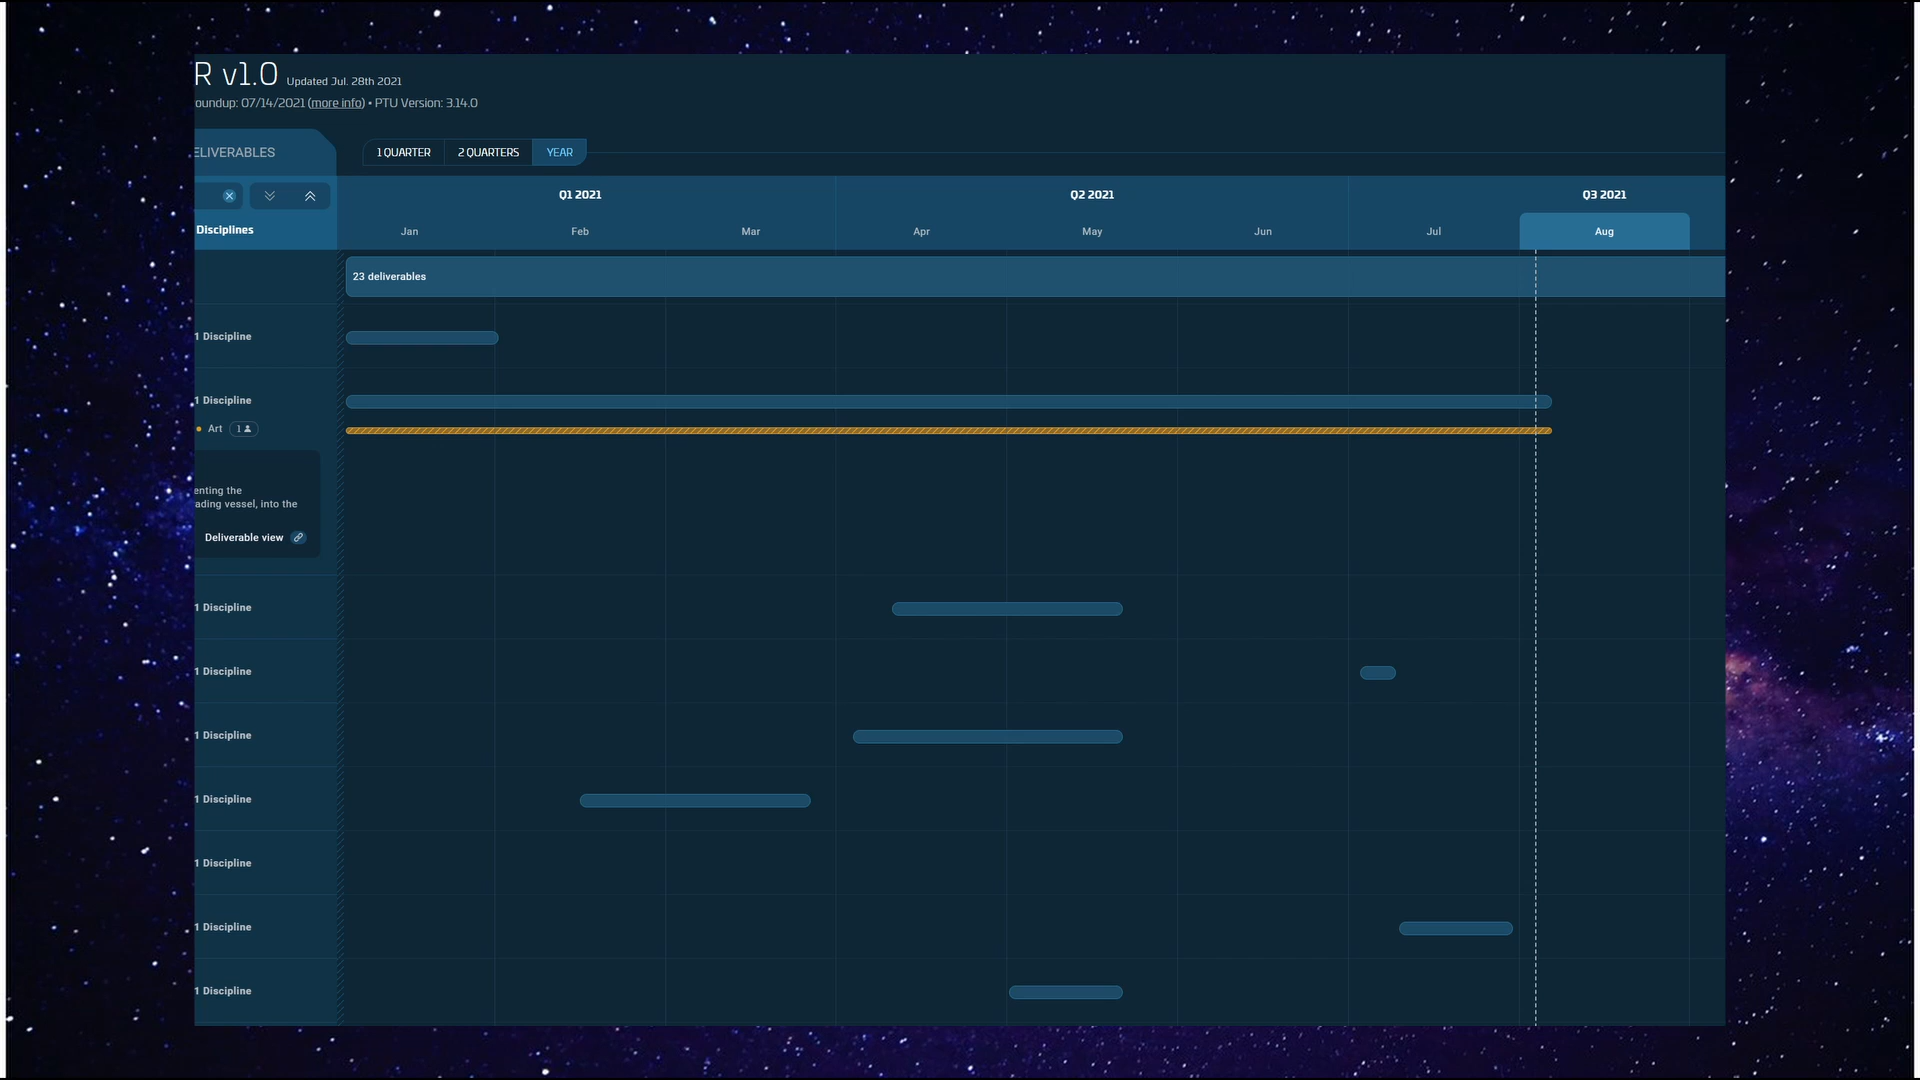 R v1.0 Updated Jul. 28th 2021
oundup: 07/14/2021 (more info) • PTU Version: 3.14.0
ELIVERABLES
1 QUARTER 2 QUARTERS YEAR
Q1 2021 Q2 2021 Q3 2021
Disciplines Jan Feb Mar Apr May Jun Jul Aug
23 deliverables
1 Discipline
1 Discipline
Art 1
enting the
ading vessel, into the
Deliverable view
1 Discipline
1 Discipline
1 Discipline
1 Discipline
1 Discipline
1 Discipline
1 Discipline